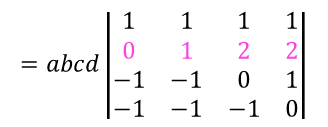 1 1 1 1
0 1 2 2
= abcd
−1 −1 0 1
−1 −1 −1 0